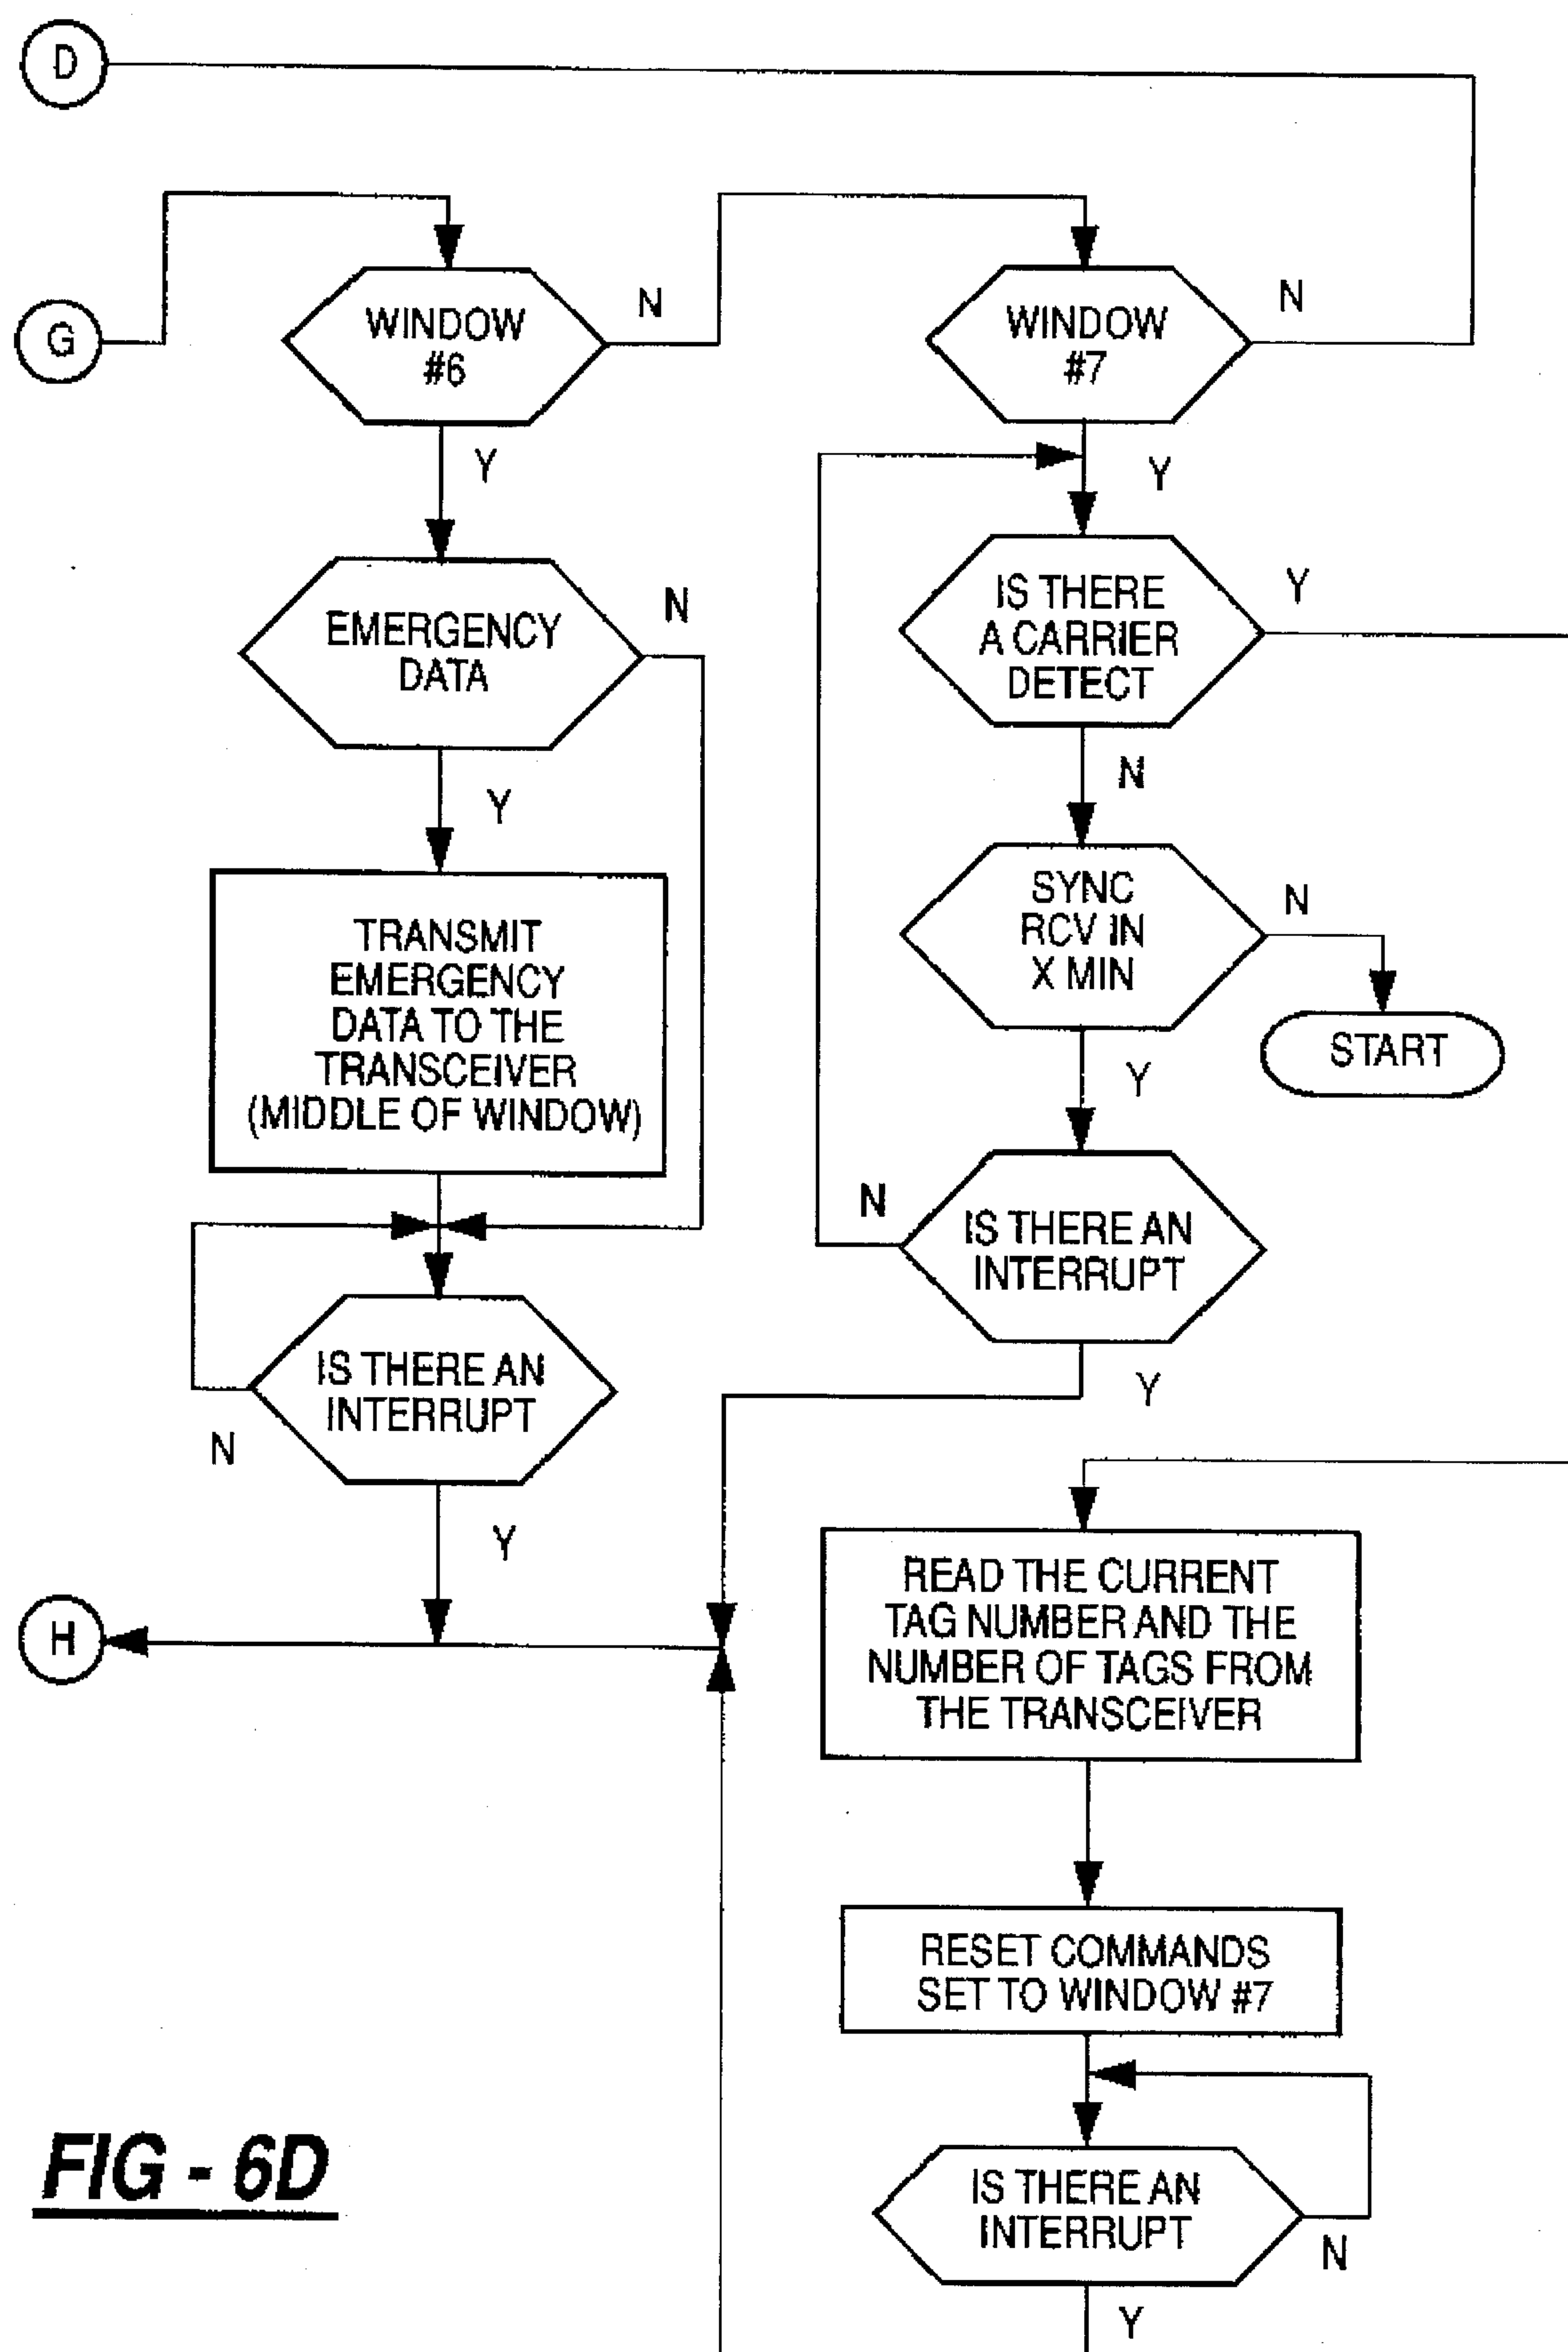 D
G
WINDOW
#6
N
WINDOW
#7
N
Y
Y
EMERGENCY
DATA
N
IS THERE
A CARRIER
DETECT
Y
Y
N
TRANSMIT
EMERGENCY
DATA TO THE
TRANSCEIVER
(MIDDLE OF WINDOW)
SYNC
RCV IN
X MIN
N
START
Y
N
IS THERE AN
INTERRUPT
IS THERE AN
INTERRUPT
N
Y
Y
H
READ THE CURRENT
TAG NUMBER AND THE
NUMBER OF TAGS FROM
THE TRANSCEIVER
RESET COMMANDS
SET TO WINDOW #7
IS THERE AN
INTERRUPT
N
Y
FIG - 6D